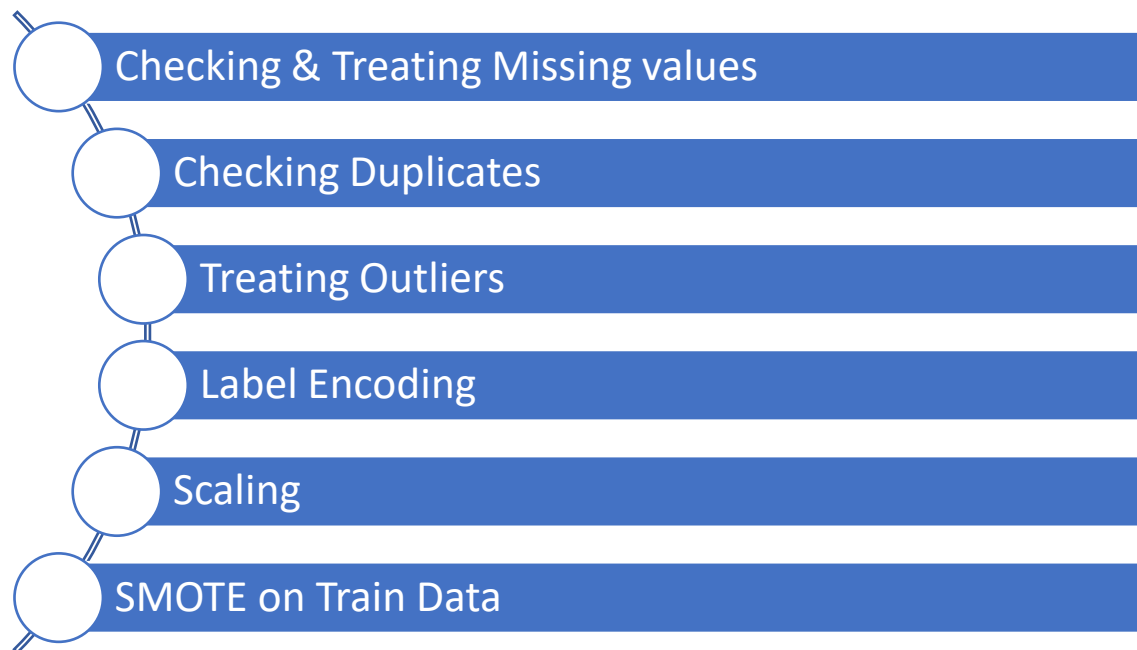 Checking & Treating Missing values
Checking Duplicates
Treating Outliers
Label Encoding
Scaling
SMOTE on Train Data